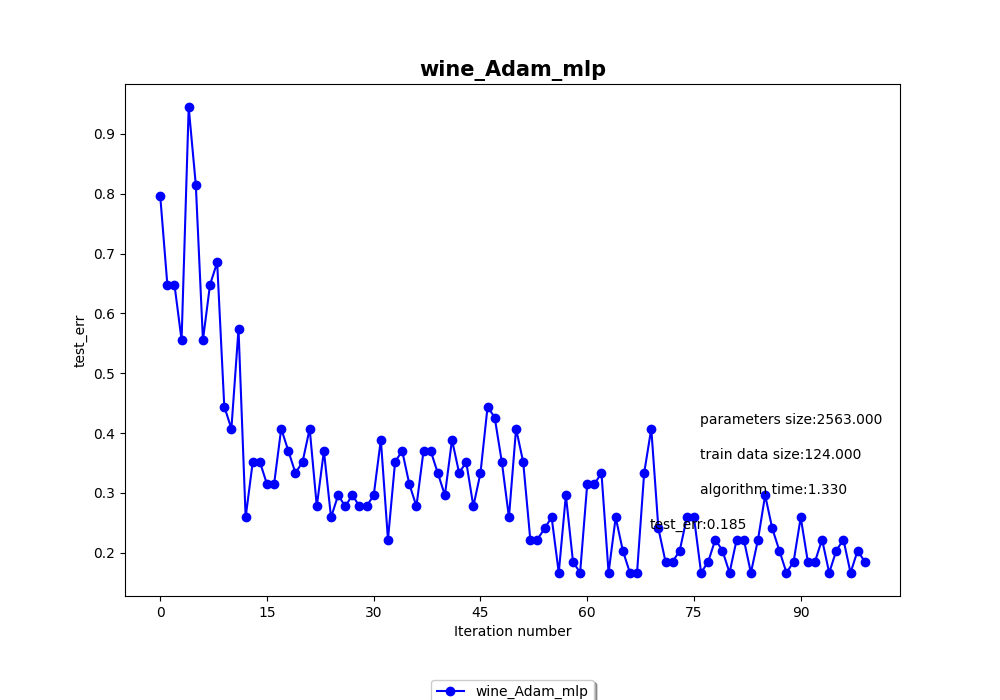 wine_Adam_mlp
test_err
0.9
0.8
0.7
0.6
0.5
0.4
0.3
0.2
parameters size:2563.000
train data size:124.000
algorithm time:1.330
test_err:0.185
0 15 30 45 60 75 90
Iteration number
wine_Adam_mlp